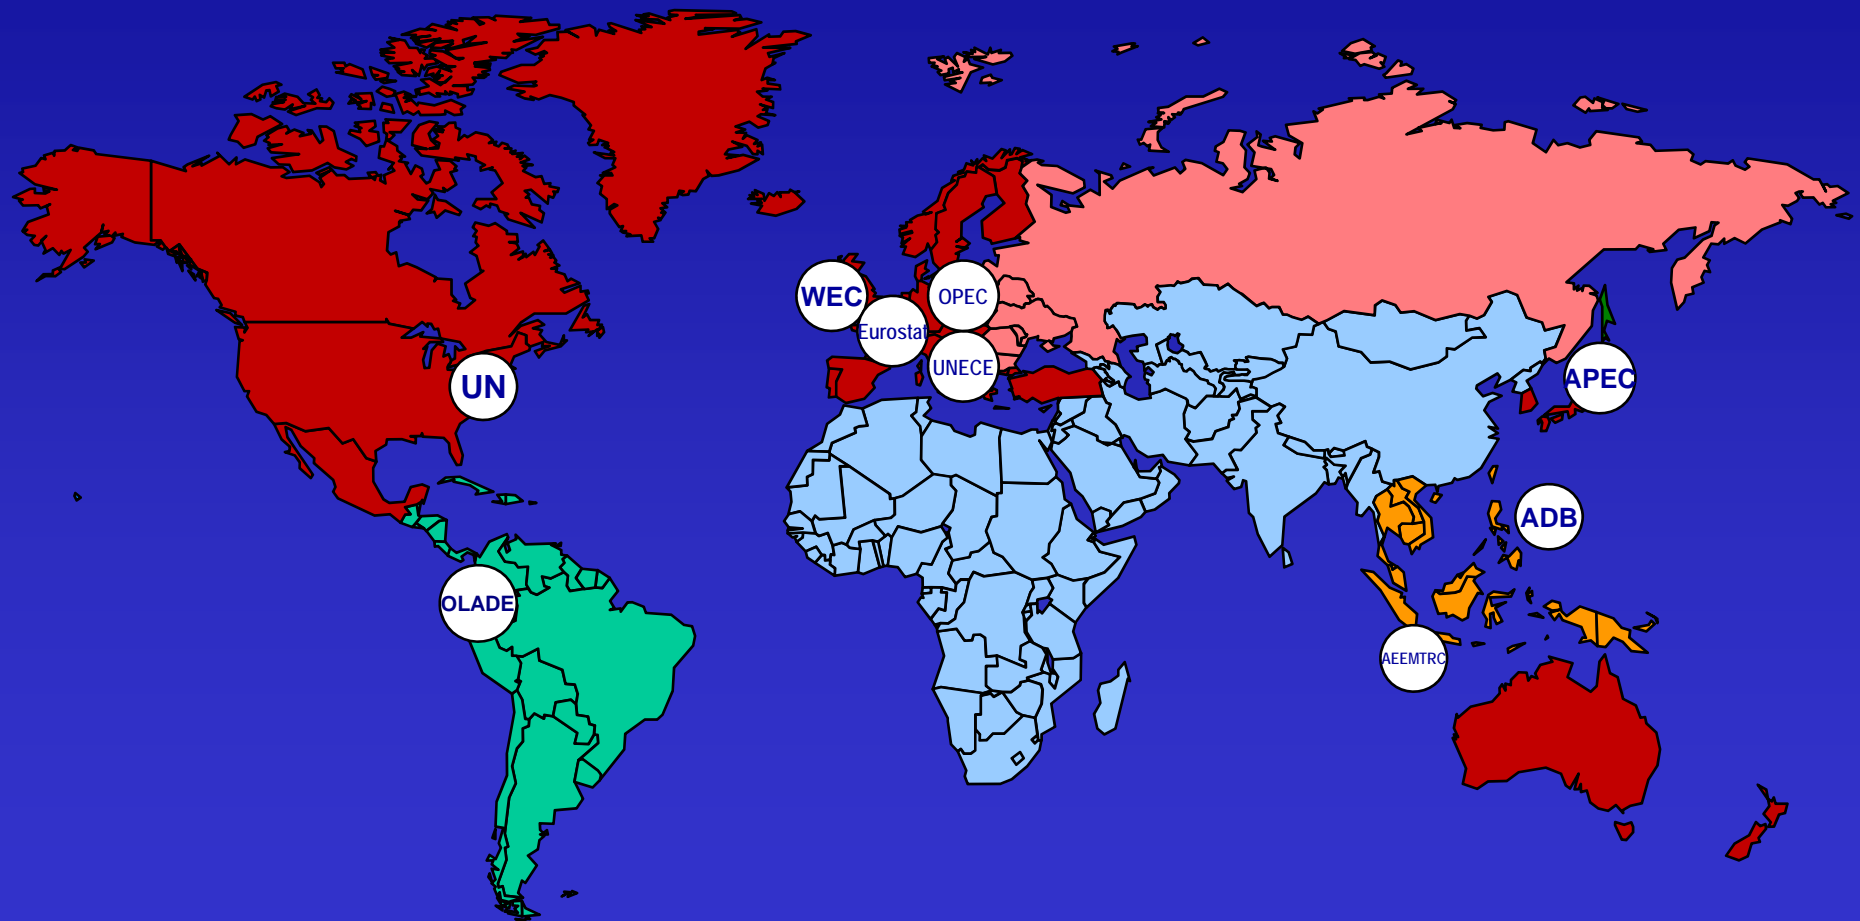 WEC
OPEC
Eurostat
UNECE
UN
APEC
ADB
OLADE
AEEMTRC